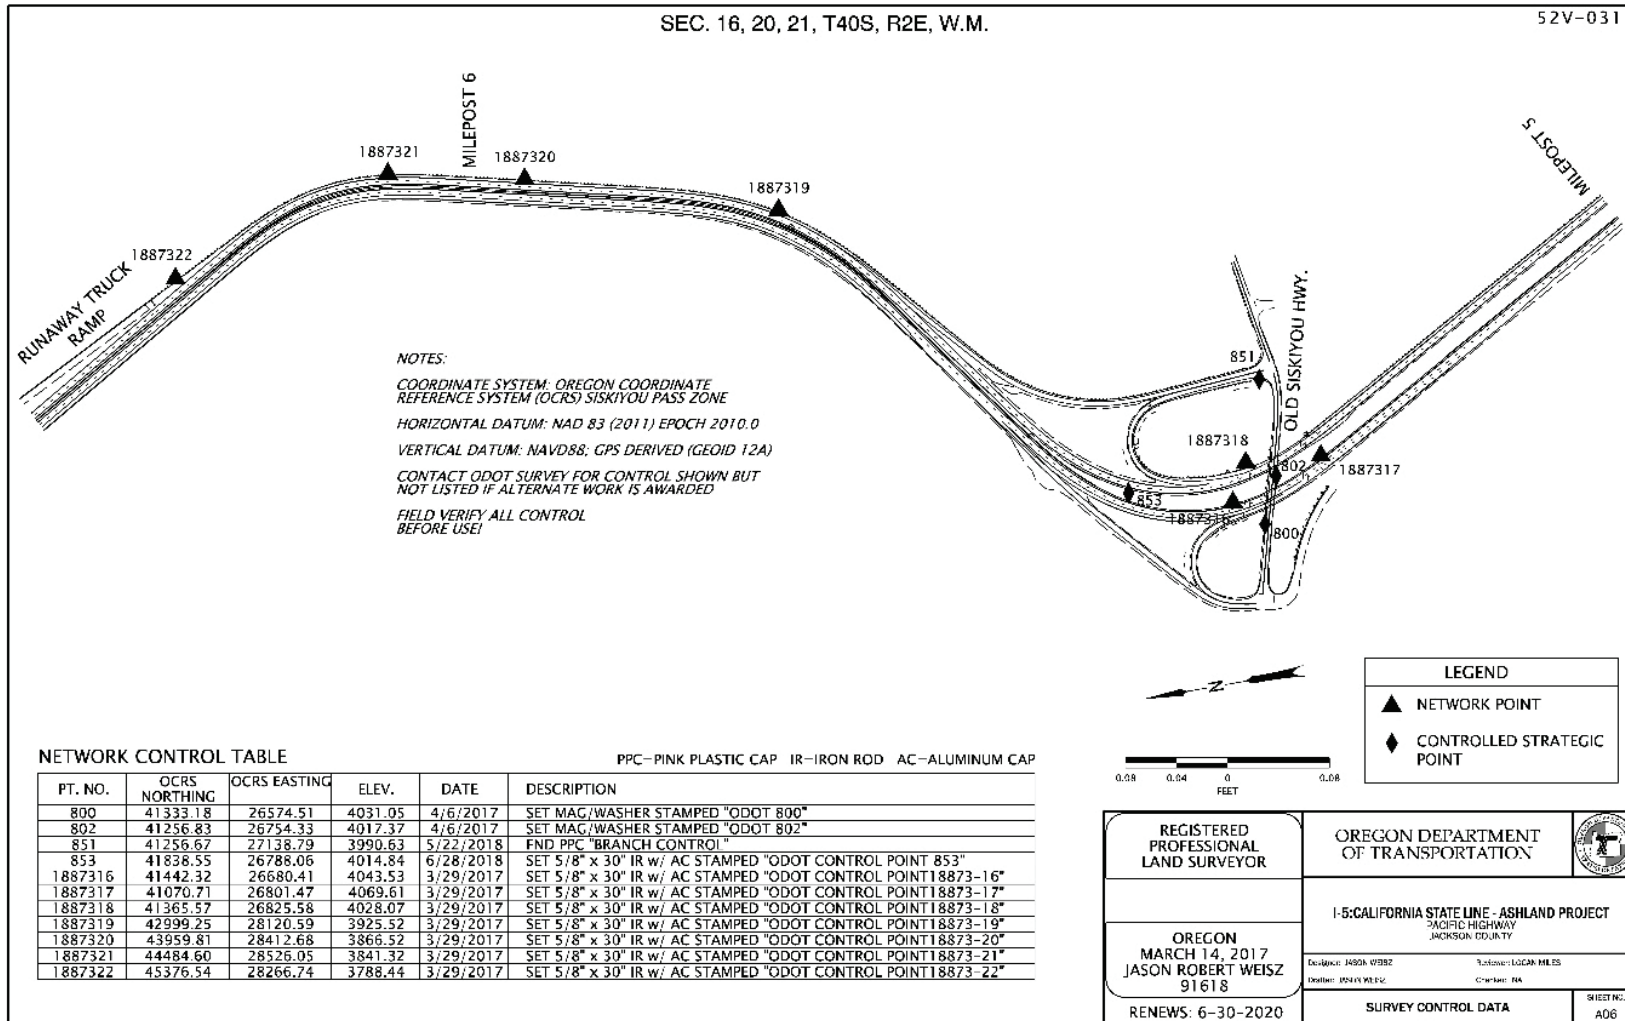 SEC. 16, 20, 21, T40S, R2E, W.M.
52V-031
MILEPOST 6
MILEPOST 5
1887321
1887320
1887319
1887322
RUNAWAY TRUCK
RAMP
851
OLD SISKIYOU HWY.
1887318
802
1887317
853
1887316
800
NOTES:
COORDINATE SYSTEM: OREGON COORDINATE
REFERENCE SYSTEM (OCRS) SISKIYOU PASS ZONE
HORIZONTAL DATUM: NAD 83 (2011) EPOCH 2010.0
VERTICAL DATUM: NAVD88; GPS DERIVED (GEOID 12A)
CONTACT ODOT SURVEY FOR CONTROL SHOWN BUT
NOT LISTED IF ALTERNATE WORK IS AWARDED
FIELD VERIFY ALL CONTROL
BEFORE USE!
N
0.08 0.04 0 0.08
FEET
LEGEND
NETWORK POINT
CONTROLLED STRATEGIC
POINT
NETWORK CONTROL TABLE
PPC-PINK PLASTIC CAP IR-IRON ROD AC-ALUMINUM CAP
PT. NO. OCRS NORTHING OCRS EASTING ELEV. DATE DESCRIPTION
800 41333.18 26574.51 4031.05 4/6/2017 SET MAG/WASHER STAMPED "ODOT 800"
802 41256.83 26754.33 4017.37 4/6/2017 SET MAG/WASHER STAMPED "ODOT 802"
851 41256.67 27138.79 3990.63 5/22/2018 FND PPC "BRANCH CONTROL"
853 41838.55 26788.06 4014.84 6/28/2018 SET 5/8" x 30" IR w/ AC STAMPED "ODOT CONTROL POINT 853"
1887316 41442.32 26680.41 4043.53 3/29/2017 SET 5/8" x 30" IR w/ AC STAMPED "ODOT CONTROL POINT18873-16"
1887317 41070.71 26801.47 4069.61 3/29/2017 SET 5/8" x 30" IR w/ AC STAMPED "ODOT CONTROL POINT18873-17"
1887318 41365.57 26825.58 4028.07 3/29/2017 SET 5/8" x 30" IR w/ AC STAMPED "ODOT CONTROL POINT18873-18"
1887319 42999.25 28120.59 3925.52 3/29/2017 SET 5/8" x 30" IR w/ AC STAMPED "ODOT CONTROL POINT18873-19"
1887320 43959.81 28412.68 3866.52 3/29/2017 SET 5/8" x 30" IR w/ AC STAMPED "ODOT CONTROL POINT18873-20"
1887321 44484.60 28526.05 3841.32 3/29/2017 SET 5/8" x 30" IR w/ AC STAMPED "ODOT CONTROL POINT18873-21"
1887322 45376.54 28266.74 3788.44 3/29/2017 SET 5/8" x 30" IR w/ AC STAMPED "ODOT CONTROL POINT18873-22"
REGISTERED
PROFESSIONAL
LAND SURVEYOR
OREGON
MARCH 14, 2017
JASON ROBERT WEISZ
91618
RENEWS: 6-30-2020
OREGON DEPARTMENT
OF TRANSPORTATION
I-5:CALIFORNIA STATE LINE - ASHLAND PROJECT
PACIFIC HIGHWAY
JACKSON COUNTY
Designer: JASON WEISZ Reviewer: LOGAN MILES
Drafter: JASON WEISZ Checker: NA
SURVEY CONTROL DATA
SHEET NO.
A06